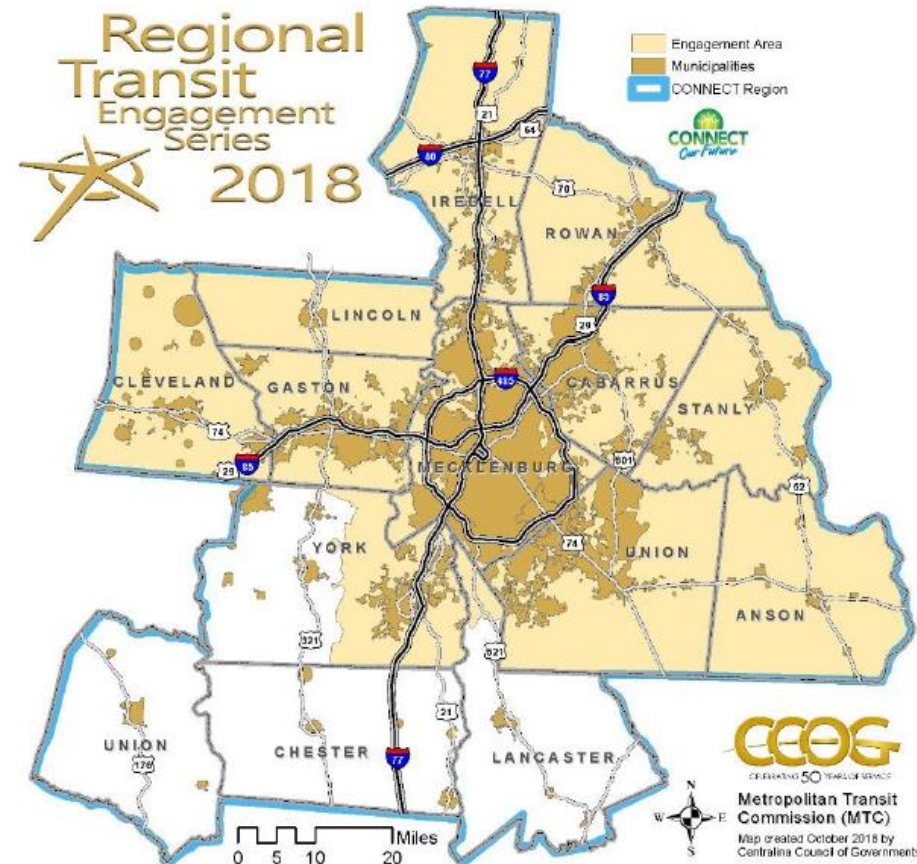 Regional
Transit
Engagement
Series
2018
Engagement Area
Municipalities
CONNECT Region
CONNECT
Our Future
77
21
64
40
70
IREDELL
ROWAN
85
29
LINCOLN
CLEVELAND
GASTON
485
CABARRUS
STANLY
74
29
85
MECKLENBURG
601
52
YORK
74
UNION
ANSON
321
521
UNION
176
CHESTER
21
77
LANCASTER
CCOG
CELEBRATING 50 YEARS OF SERVICE
N
W E
S
Metropolitan Transit
Commission (MTC)
Map created October 2018 by
Centralina Council of Governments
Miles
0 5 10 20